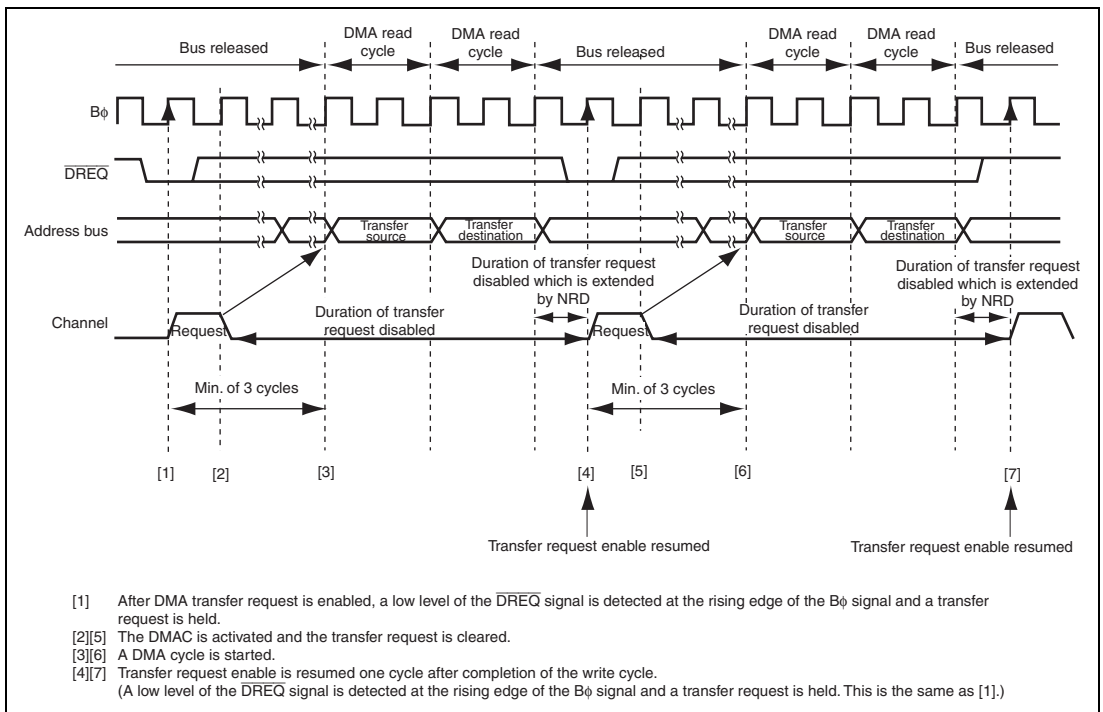 Bus released
DMA read cycle
DMA read cycle
Bus released
DMA read cycle
DMA read cycle
Bus released
Bφ
DREQ
Address bus
Transfer source
Transfer destination
Transfer source
Transfer destination
Duration of transfer request disabled which is extended by NRD
Duration of transfer request disabled which is extended by NRD
Channel
Request
Duration of transfer request disabled
Request
Duration of transfer request disabled
Min. of 3 cycles
Min. of 3 cycles
[1]
[2]
[3]
[4]
[5]
[6]
[7]
Transfer request enable resumed
Transfer request enable resumed
[1] After DMA transfer request is enabled, a low level of the DREQ signal is detected at the rising edge of the Bφ signal and a transfer
request is held.
[2][5] The DMAC is activated and the transfer request is cleared.
[3][6] A DMA cycle is started.
[4][7] Transfer request enable is resumed one cycle after completion of the write cycle.
(A low level of the DREQ signal is detected at the rising edge of the Bφ signal and a transfer request is held. This is the same as [1].)